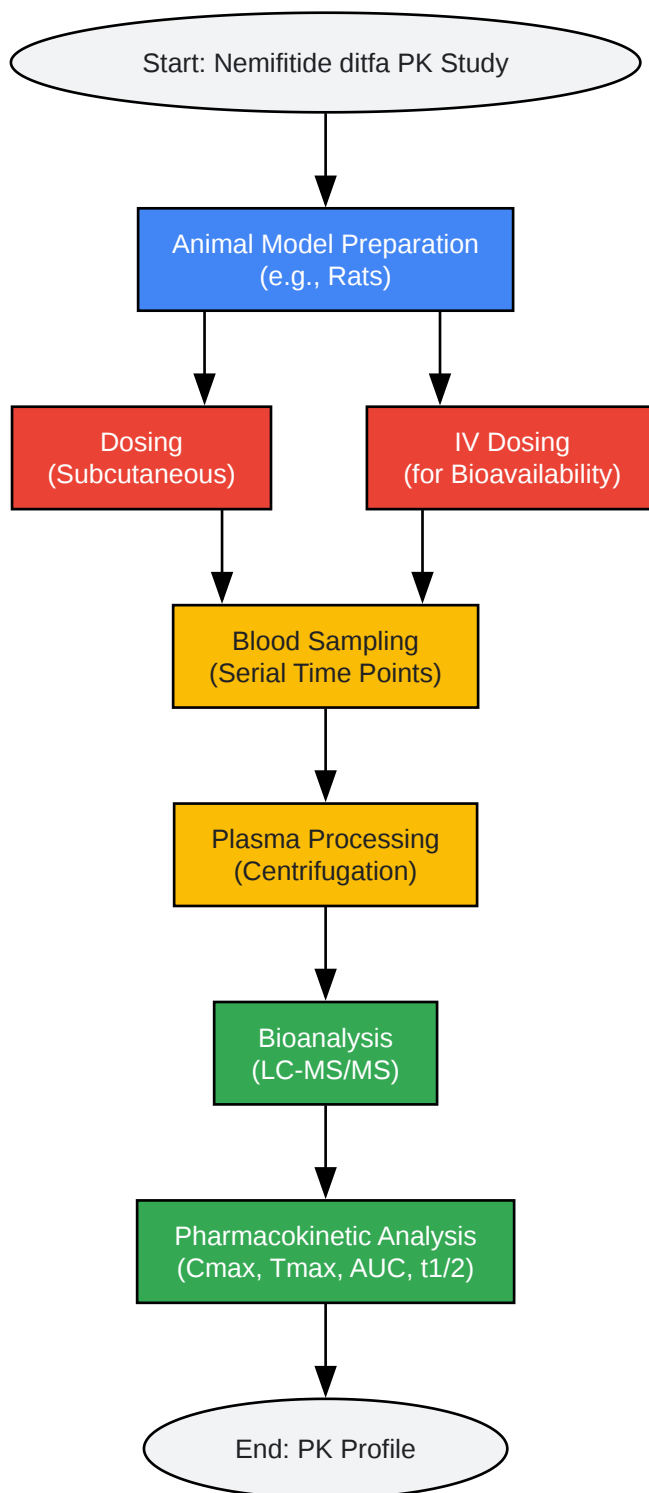 Start: Nemifitide ditfa PK Study
Animal Model Preparation
(e.g., Rats)
Dosing
(Subcutaneous)
IV Dosing
(for Bioavailability)
Blood Sampling
(Serial Time Points)
Plasma Processing
(Centrifugation)
Bioanalysis
(LC-MS/MS)
Pharmacokinetic Analysis
(Cmax, Tmax, AUC, t1/2)
End: PK Profile